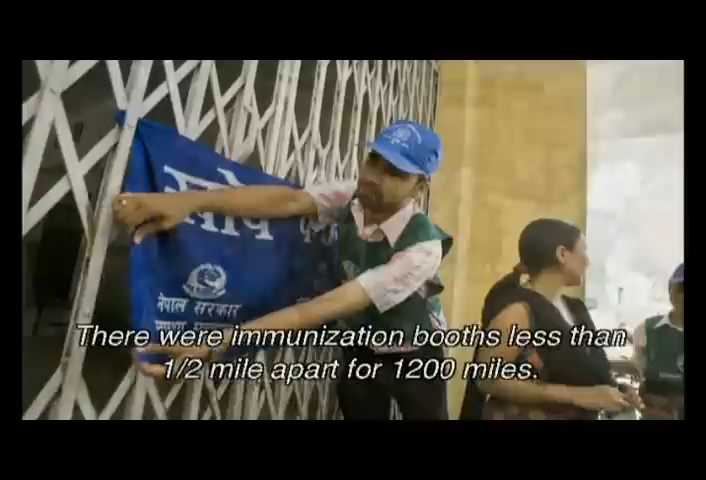 खोप
नेपाल सरकार
There were immunization booths less than
1/2 mile apart for 1200 miles.